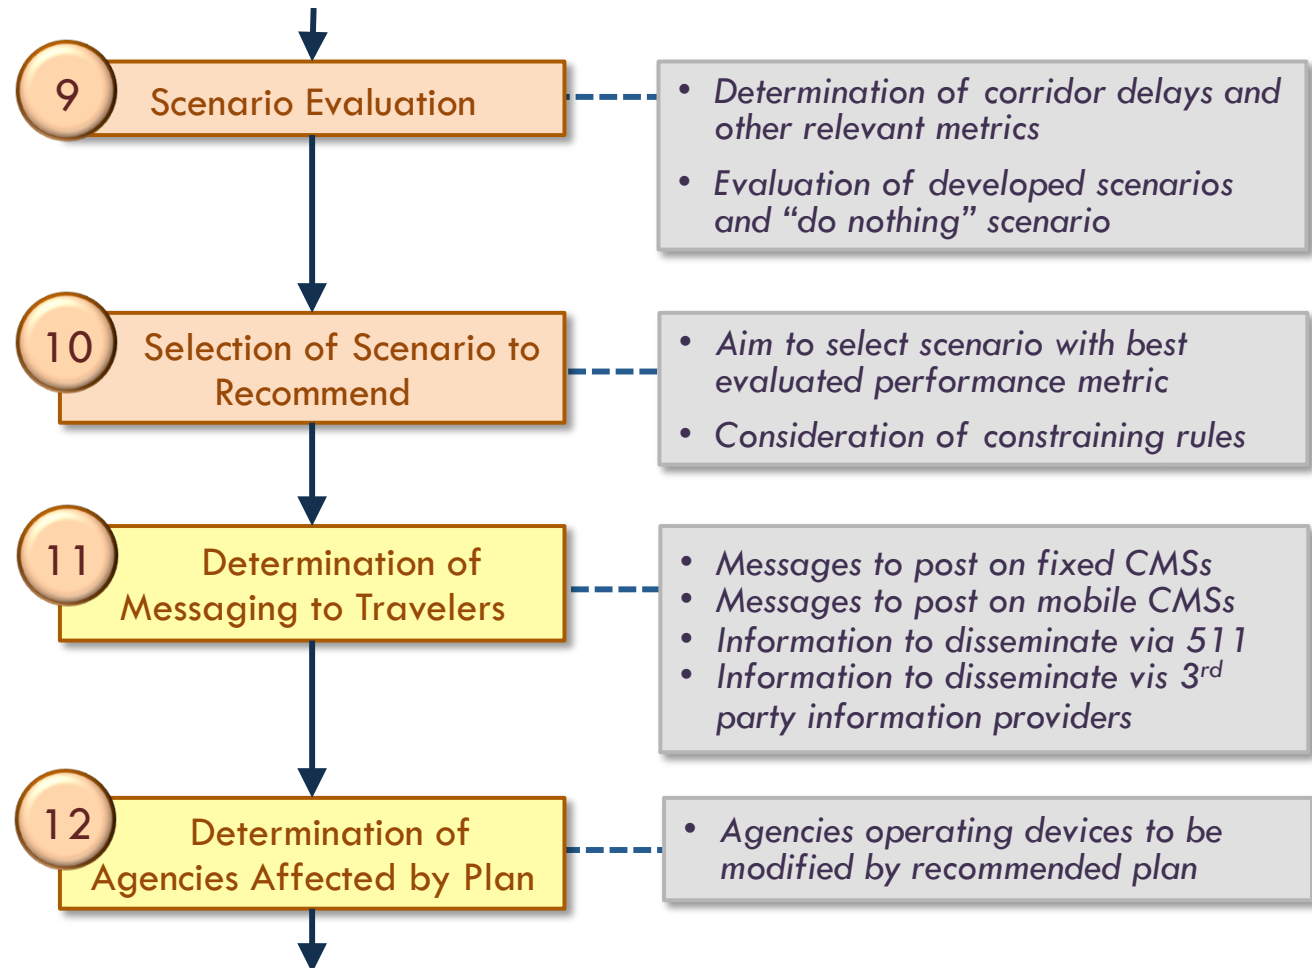 9
Scenario Evaluation
• Determination of corridor delays and
other relevant metrics
• Evaluation of developed scenarios
and “do nothing” scenario
10
Selection of Scenario to
Recommend
• Aim to select scenario with best
evaluated performance metric
• Consideration of constraining rules
11
Determination of
Messaging to Travelers
• Messages to post on fixed CMSs
• Messages to post on mobile CMSs
• Information to disseminate via 511
• Information to disseminate vis 3rd
party information providers
12
Determination of
Agencies Affected by Plan
• Agencies operating devices to be
modified by recommended plan